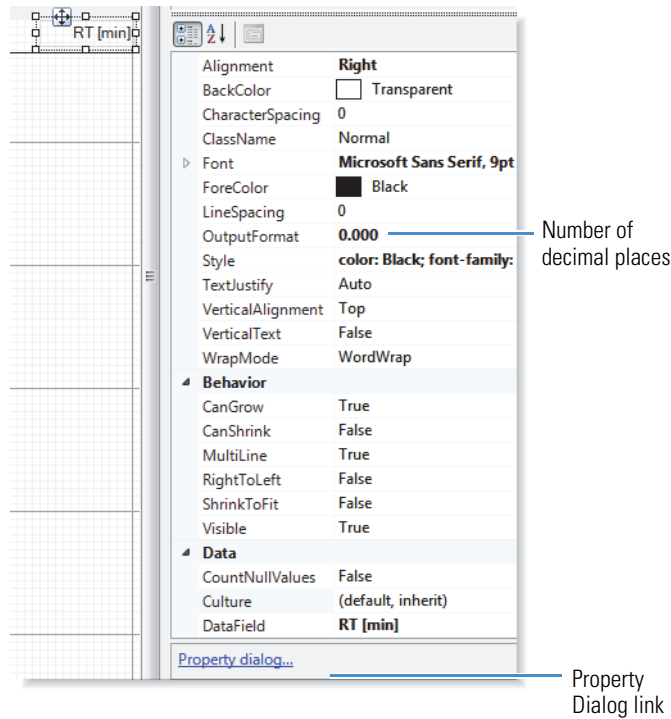 RT [min]
Alignment Right
BackColor Transparent
CharacterSpacing 0
ClassName Normal
Font Microsoft Sans Serif, 9pt
ForeColor Black
LineSpacing 0
OutputFormat 0.000
Number of
decimal places
Style color: Black; font-family:
TextJustify Auto
VerticalAlignment Top
VerticalText False
WrapMode WordWrap
Behavior
CanGrow True
CanShrink False
MultiLine True
RightToLeft False
ShrinkToFit False
Visible True
Data
CountNullValues False
Culture (default, inherit)
DataField RT [min]
Property dialog...
Property
Dialog link